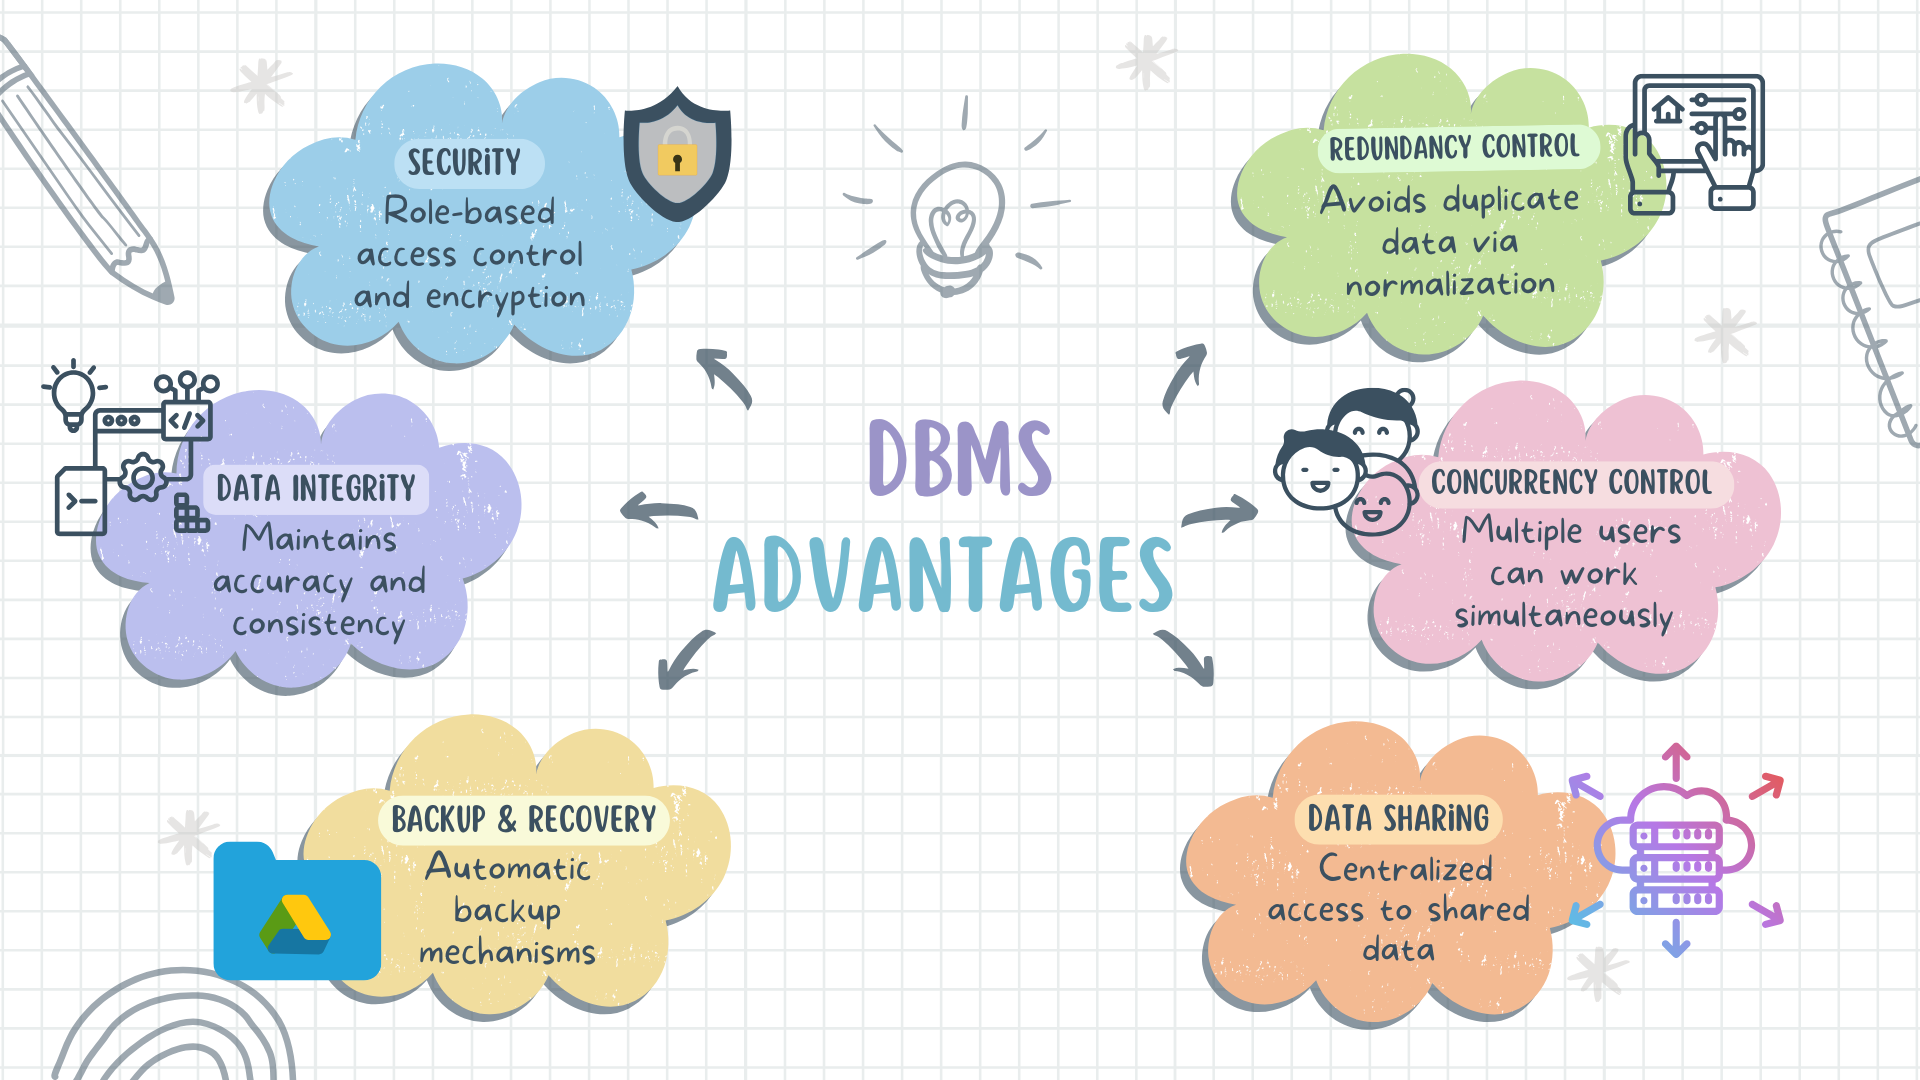 DBMS
ADVANTAGES
SECURITY
Role-based
access control
and encryption
DATA INTEGRITY
Maintains
accuracy and
consistency
BACKUP & RECOVERY
Automatic
backup
mechanisms
REDUNDANCY CONTROL
Avoids duplicate
data via
normalization
CONCURRENCY CONTROL
Multiple users
can work
simultaneously
DATA SHARING
Centralized
access to shared
data